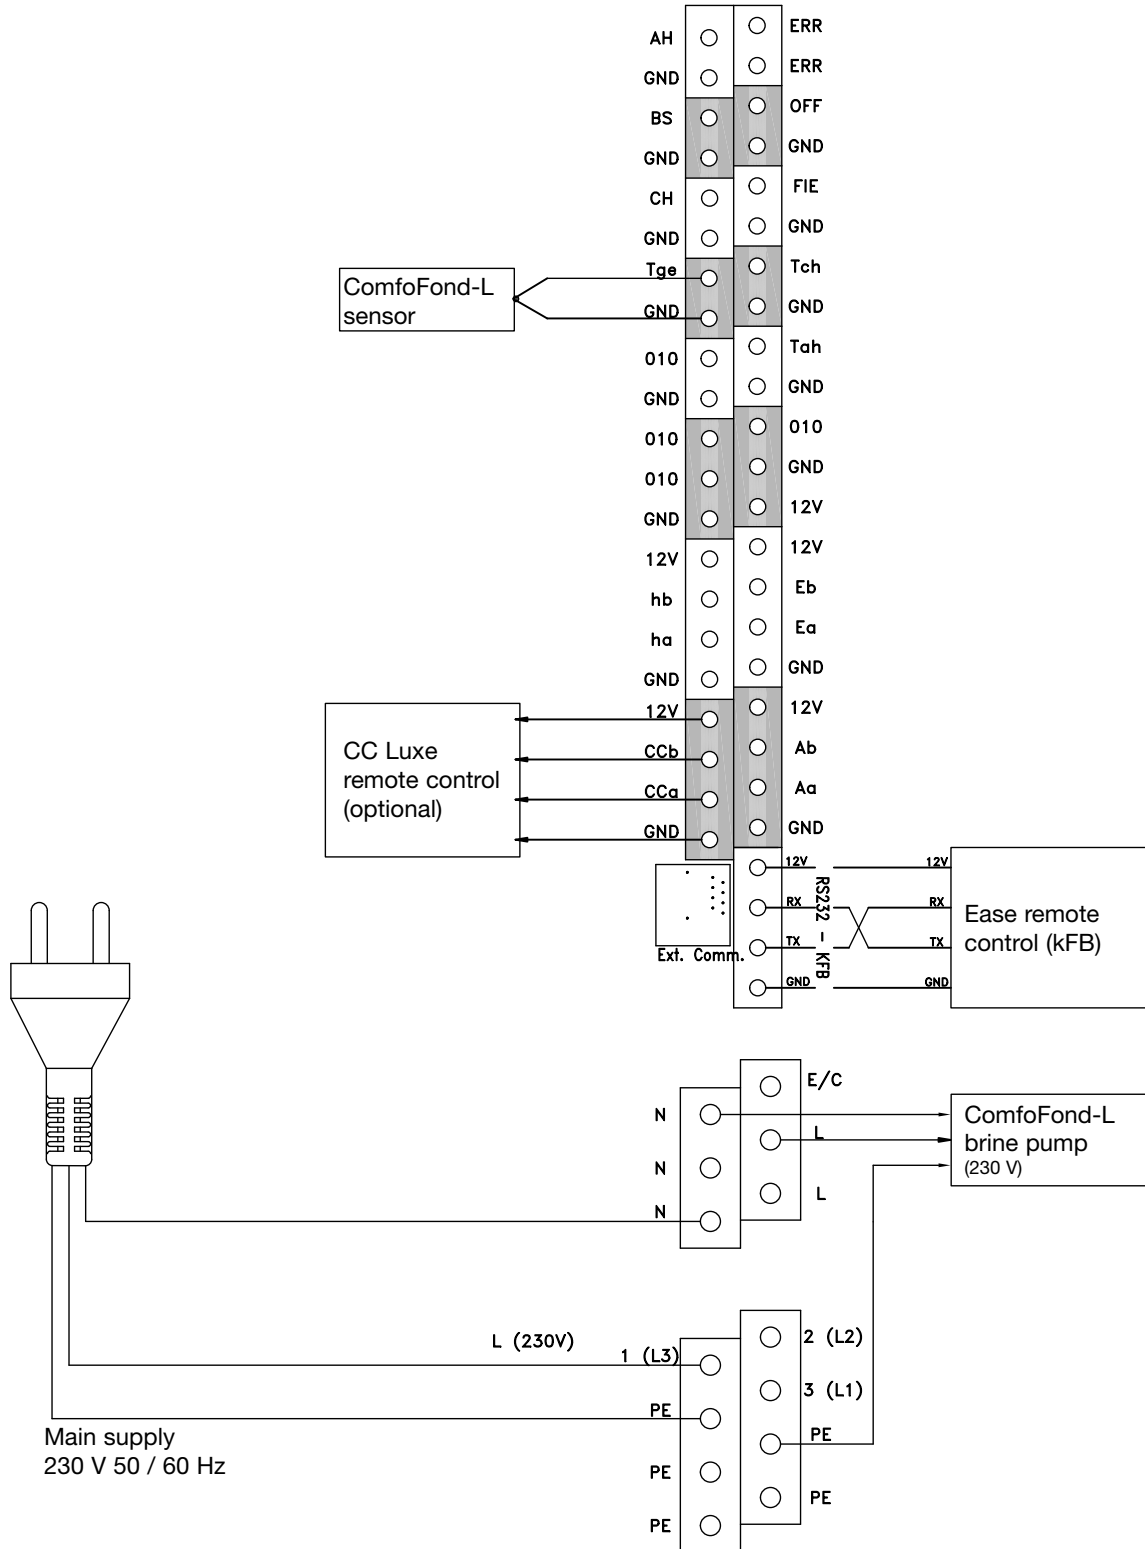 ERR
AH
ERR
GND
OFF
BS
GND
GND
FIE
CH
GND
GND
Tge
Tch
ComfoFond-L
sensor
GND
GND
Tah
010
GND
GND
010
010
GND
010
12V
GND
12V
12V
Eb
hb
Ea
ha
GND
GND
12V
12V
CC Luxe
remote control
(optional)
Ab
CCb
Aa
CCa
GND
GND
12V
12V
RX
RX
TX
TX
GND
GND
RS232 - KFB
Ext. Comm.
Ease remote
control (kFB)
E/C
N
L
ComfoFond-L
brine pump
(230 V)
N
L
N
2 (L2)
L (230V)
1 (L3)
3 (L1)
PE
PE
Main supply
230 V 50 / 60 Hz
PE
PE
PE